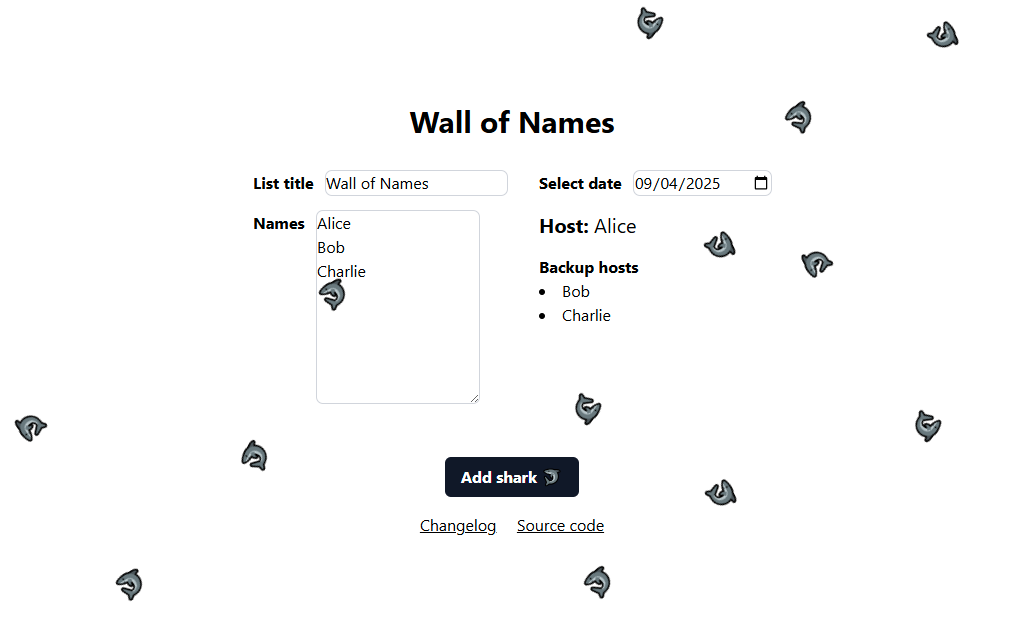 Wall of Names
List title Wall of Names
Select date 09/04/2025
Names
Alice
Bob
Charlie
Host: Alice
Backup hosts
Bob
Charlie
Add shark
Changelog Source code